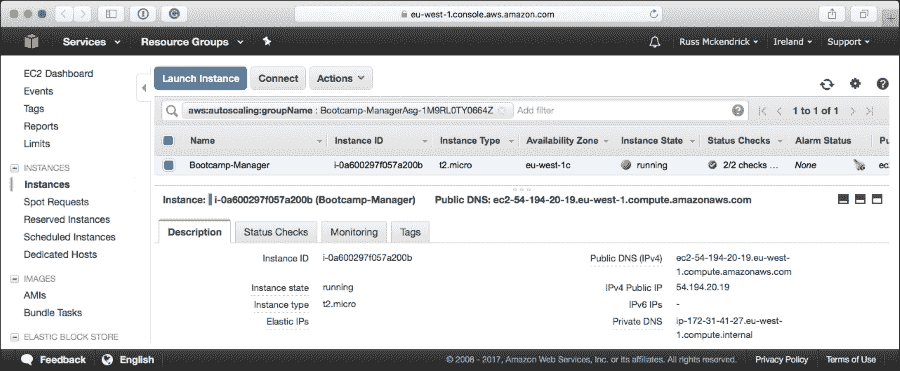 eu-west-1.console.aws.amazon.com
Services Resource Groups Russ Mckendrick Ireland Support
EC2 Dashboard
Events
Tags
Reports
Limits
INSTANCES
Instances
Spot Requests
Reserved Instances
Scheduled Instances
Dedicated Hosts
IMAGES
AMIs
Bundle Tasks
ELASTIC BLOCK STORE
Launch Instance Connect Actions
aws:autoscaling:groupName : Bootcamp-ManagerAsg-1M9RL0TY0664Z Add filter 1 to 1 of 1
Name Instance ID Instance Type Availability Zone Instance State Status Checks Alarm Status Pu
Bootcamp-Manager i-0a600297f057a200b t2.micro eu-west-1c running 2/2 checks ... None ec2
Instance: i-0a600297f057a200b (Bootcamp-Manager) Public DNS: ec2-54-194-20-19.eu-west-1.compute.amazonaws.com
Description Status Checks Monitoring Tags
Instance ID i-0a600297f057a200b Public DNS (IPv4) ec2-54-194-20-19.eu-west-
1.compute.amazonaws.com
Instance state running IPv4 Public IP 54.194.20.19
Instance type t2.micro IPv6 IPs -
Elastic IPs Private DNS ip-172-31-41-27.eu-west-
1.compute.internal
Feedback English © 2008 - 2017, Amazon Web Services, Inc. or its affiliates. All rights reserved. Privacy Policy Terms of Use